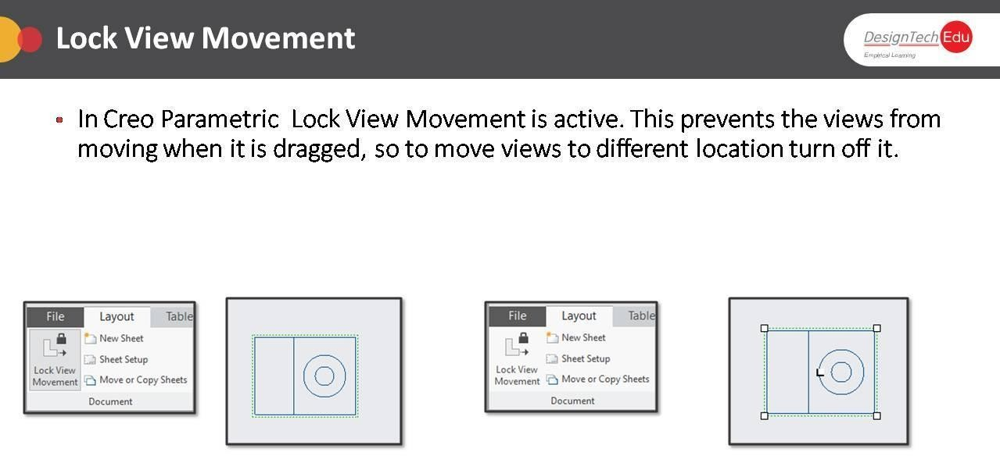 Lock View Movement
DesignTech Edu
Empirical Learning
▪ In Creo Parametric  Lock View Movement is active. This prevents the views from
moving when it is dragged, so to move views to different location turn off it.
File Layout Table
New Sheet
Sheet Setup
Lock View
Movement Move or Copy Sheets
Document
File Layout Table
New Sheet
Sheet Setup
Lock View
Movement Move or Copy Sheets
Document